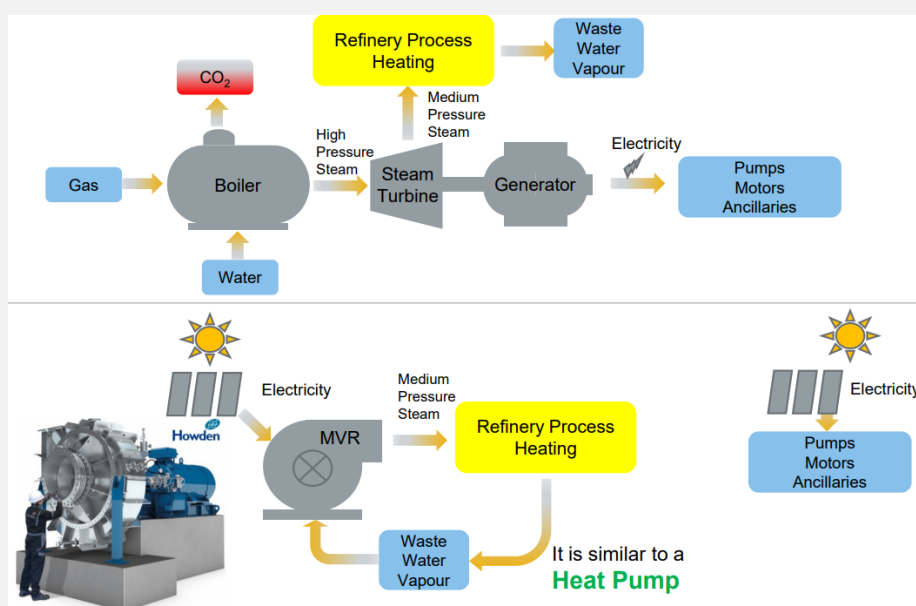 Refinery Process
Heating
Waste
Water
Vapour
CO2
Medium
Pressure
Steam
High
Pressure
Steam
Electricity
Gas
Boiler
Steam
Turbine
Generator
Pumps
Motors
Ancillaries
Water
Electricity
Medium
Pressure
Steam
Howden
MVR
Refinery Process
Heating
Waste
Water
Vapour
It is similar to a
Heat Pump
Electricity
Pumps
Motors
Ancillaries